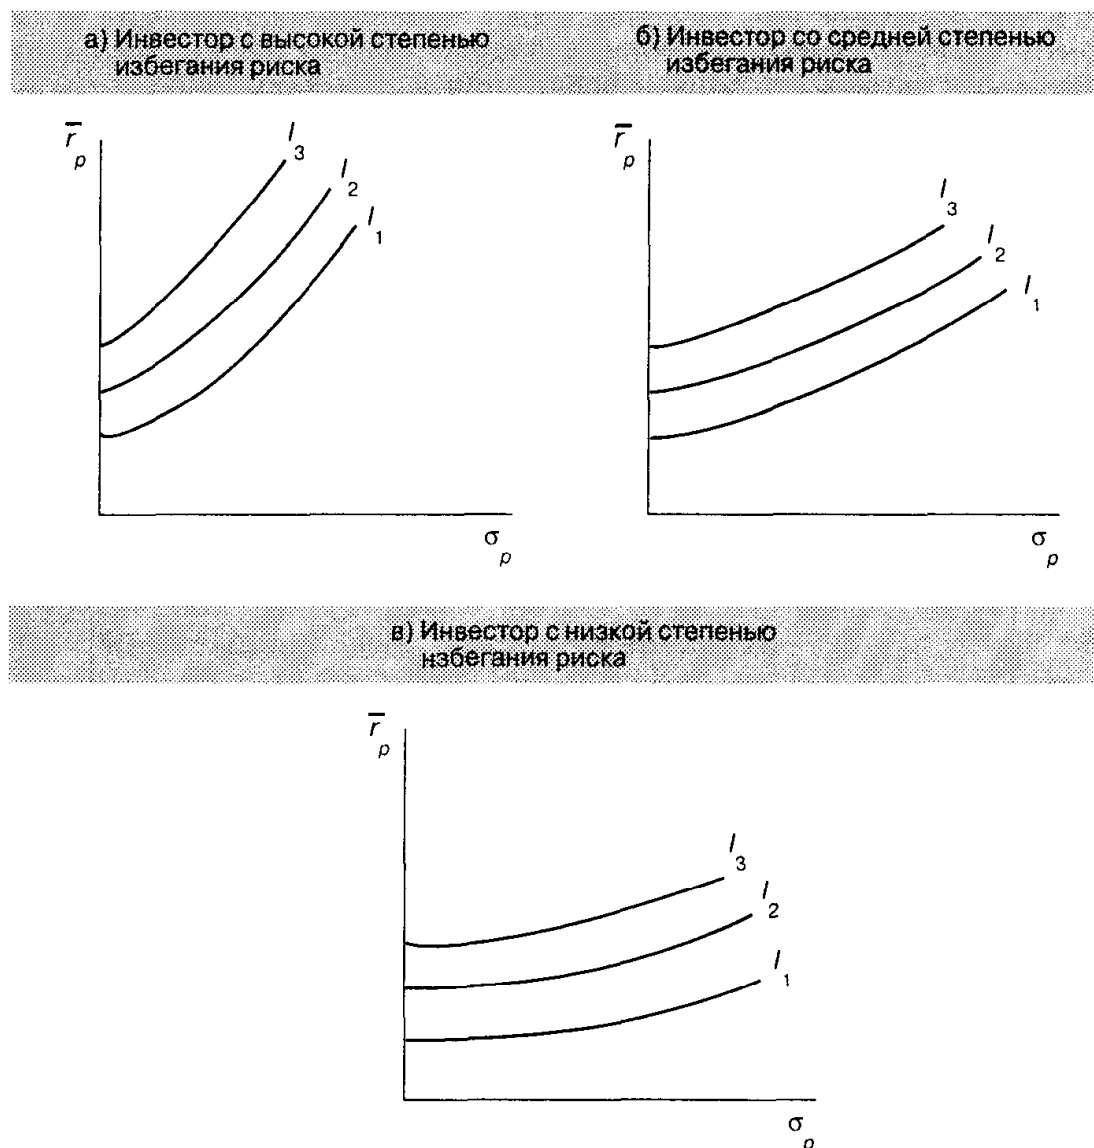 а) Инвестор с высокой степенью
избегания риска
б) Инвестор со средней степенью
избегания риска
r̅p
I3
I2
I1
σp
r̅p
I3
I2
I1
σp
в) Инвестор с низкой степенью
нзбегания риска
r̅p
I3
I2
I1
σp